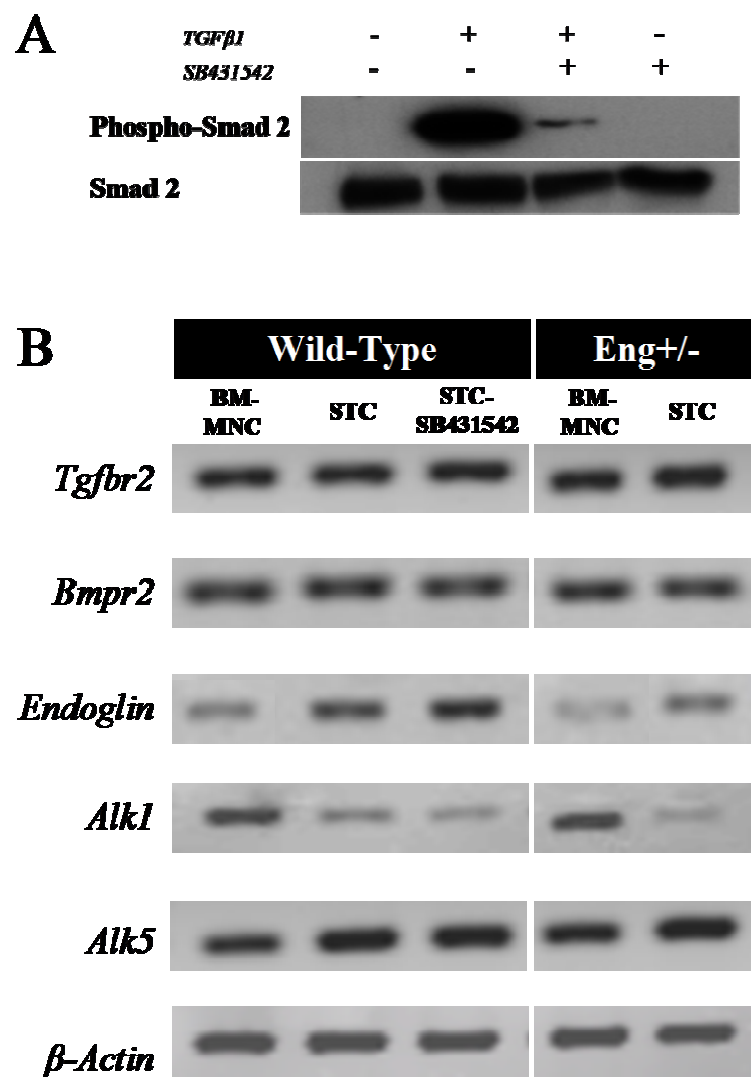 A
TGFβ1 - + + -
SB431542 - - + +
Phospho-Smad 2
Smad 2
B
Wild-Type Eng+/-
BM-MNC STC STC-SB431542 BM-MNC STC
Tgfbr2
Bmpr2
Endoglin
Alk1
Alk5
β-Actin